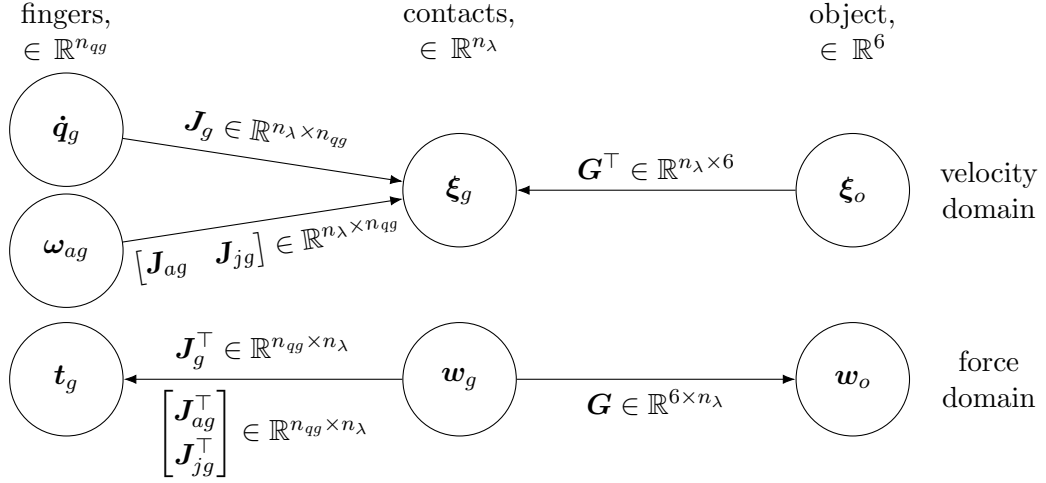 fingers,
∈ ℝ^{n_{qg}}
contacts,
∈ ℝ^{n_λ}
object,
∈ ℝ^6
q̇_g
J_g ∈ ℝ^{n_λ×n_{qg}}
ξ_g
G^⊤ ∈ ℝ^{n_λ×6}
ξ_o
velocity
domain
ω_{ag}
[J_{ag} J_{jg}] ∈ ℝ^{n_λ×n_{qg}}
t_g
J_g^⊤ ∈ ℝ^{n_{qg}×n_λ}
[J_{ag}^⊤
J_{jg}^⊤] ∈ ℝ^{n_{qg}×n_λ}
w_g
G ∈ ℝ^{6×n_λ}
w_o
force
domain